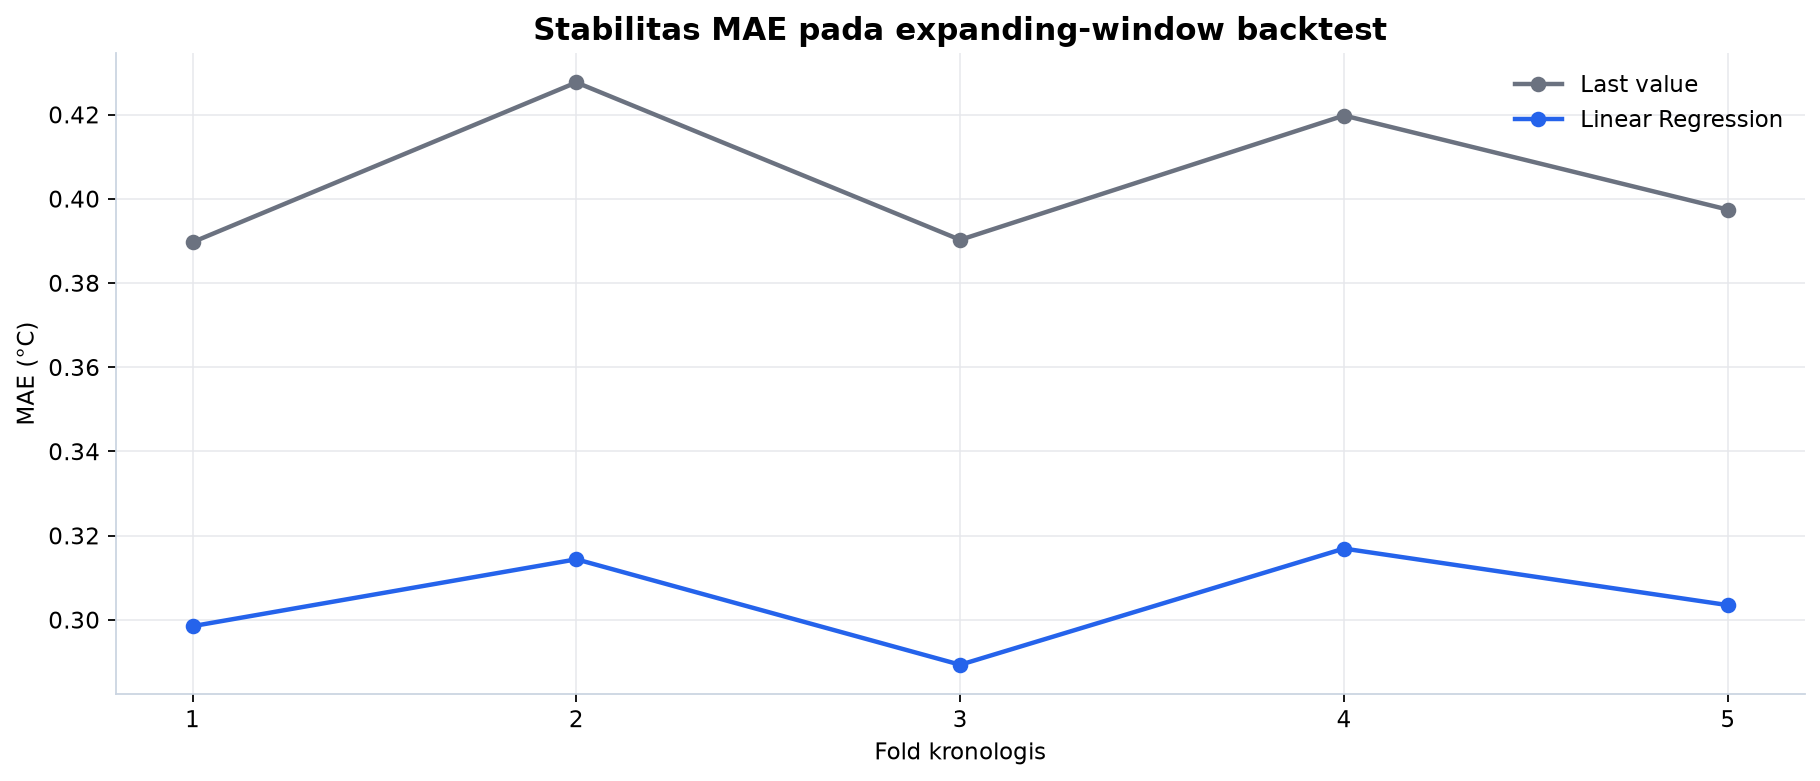 Stabilitas MAE pada expanding-window backtest
Last value
Linear Regression
MAE (°C)
0.42
0.40
0.38
0.36
0.34
0.32
0.30
1 2 3 4 5
Fold kronologis